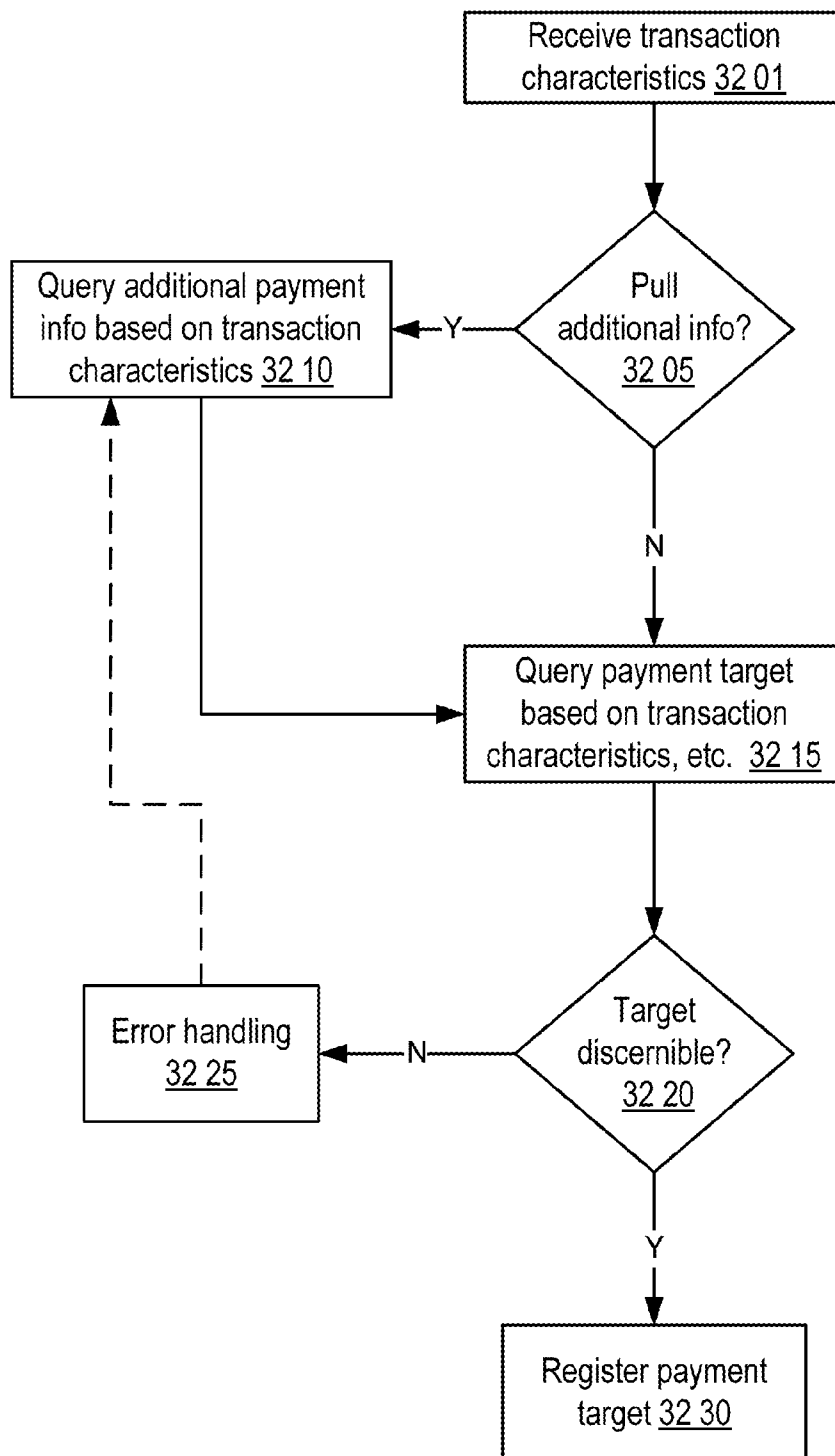 Receive transaction
characteristics 32 01
Pull
additional info?
32 05
Y
Query additional payment
info based on transaction
characteristics 32 10
N
Query payment target
based on transaction
characteristics, etc. 32 15
Target
discernible?
32 20
N
Error handling
32 25
Y
Register payment
target 32 30